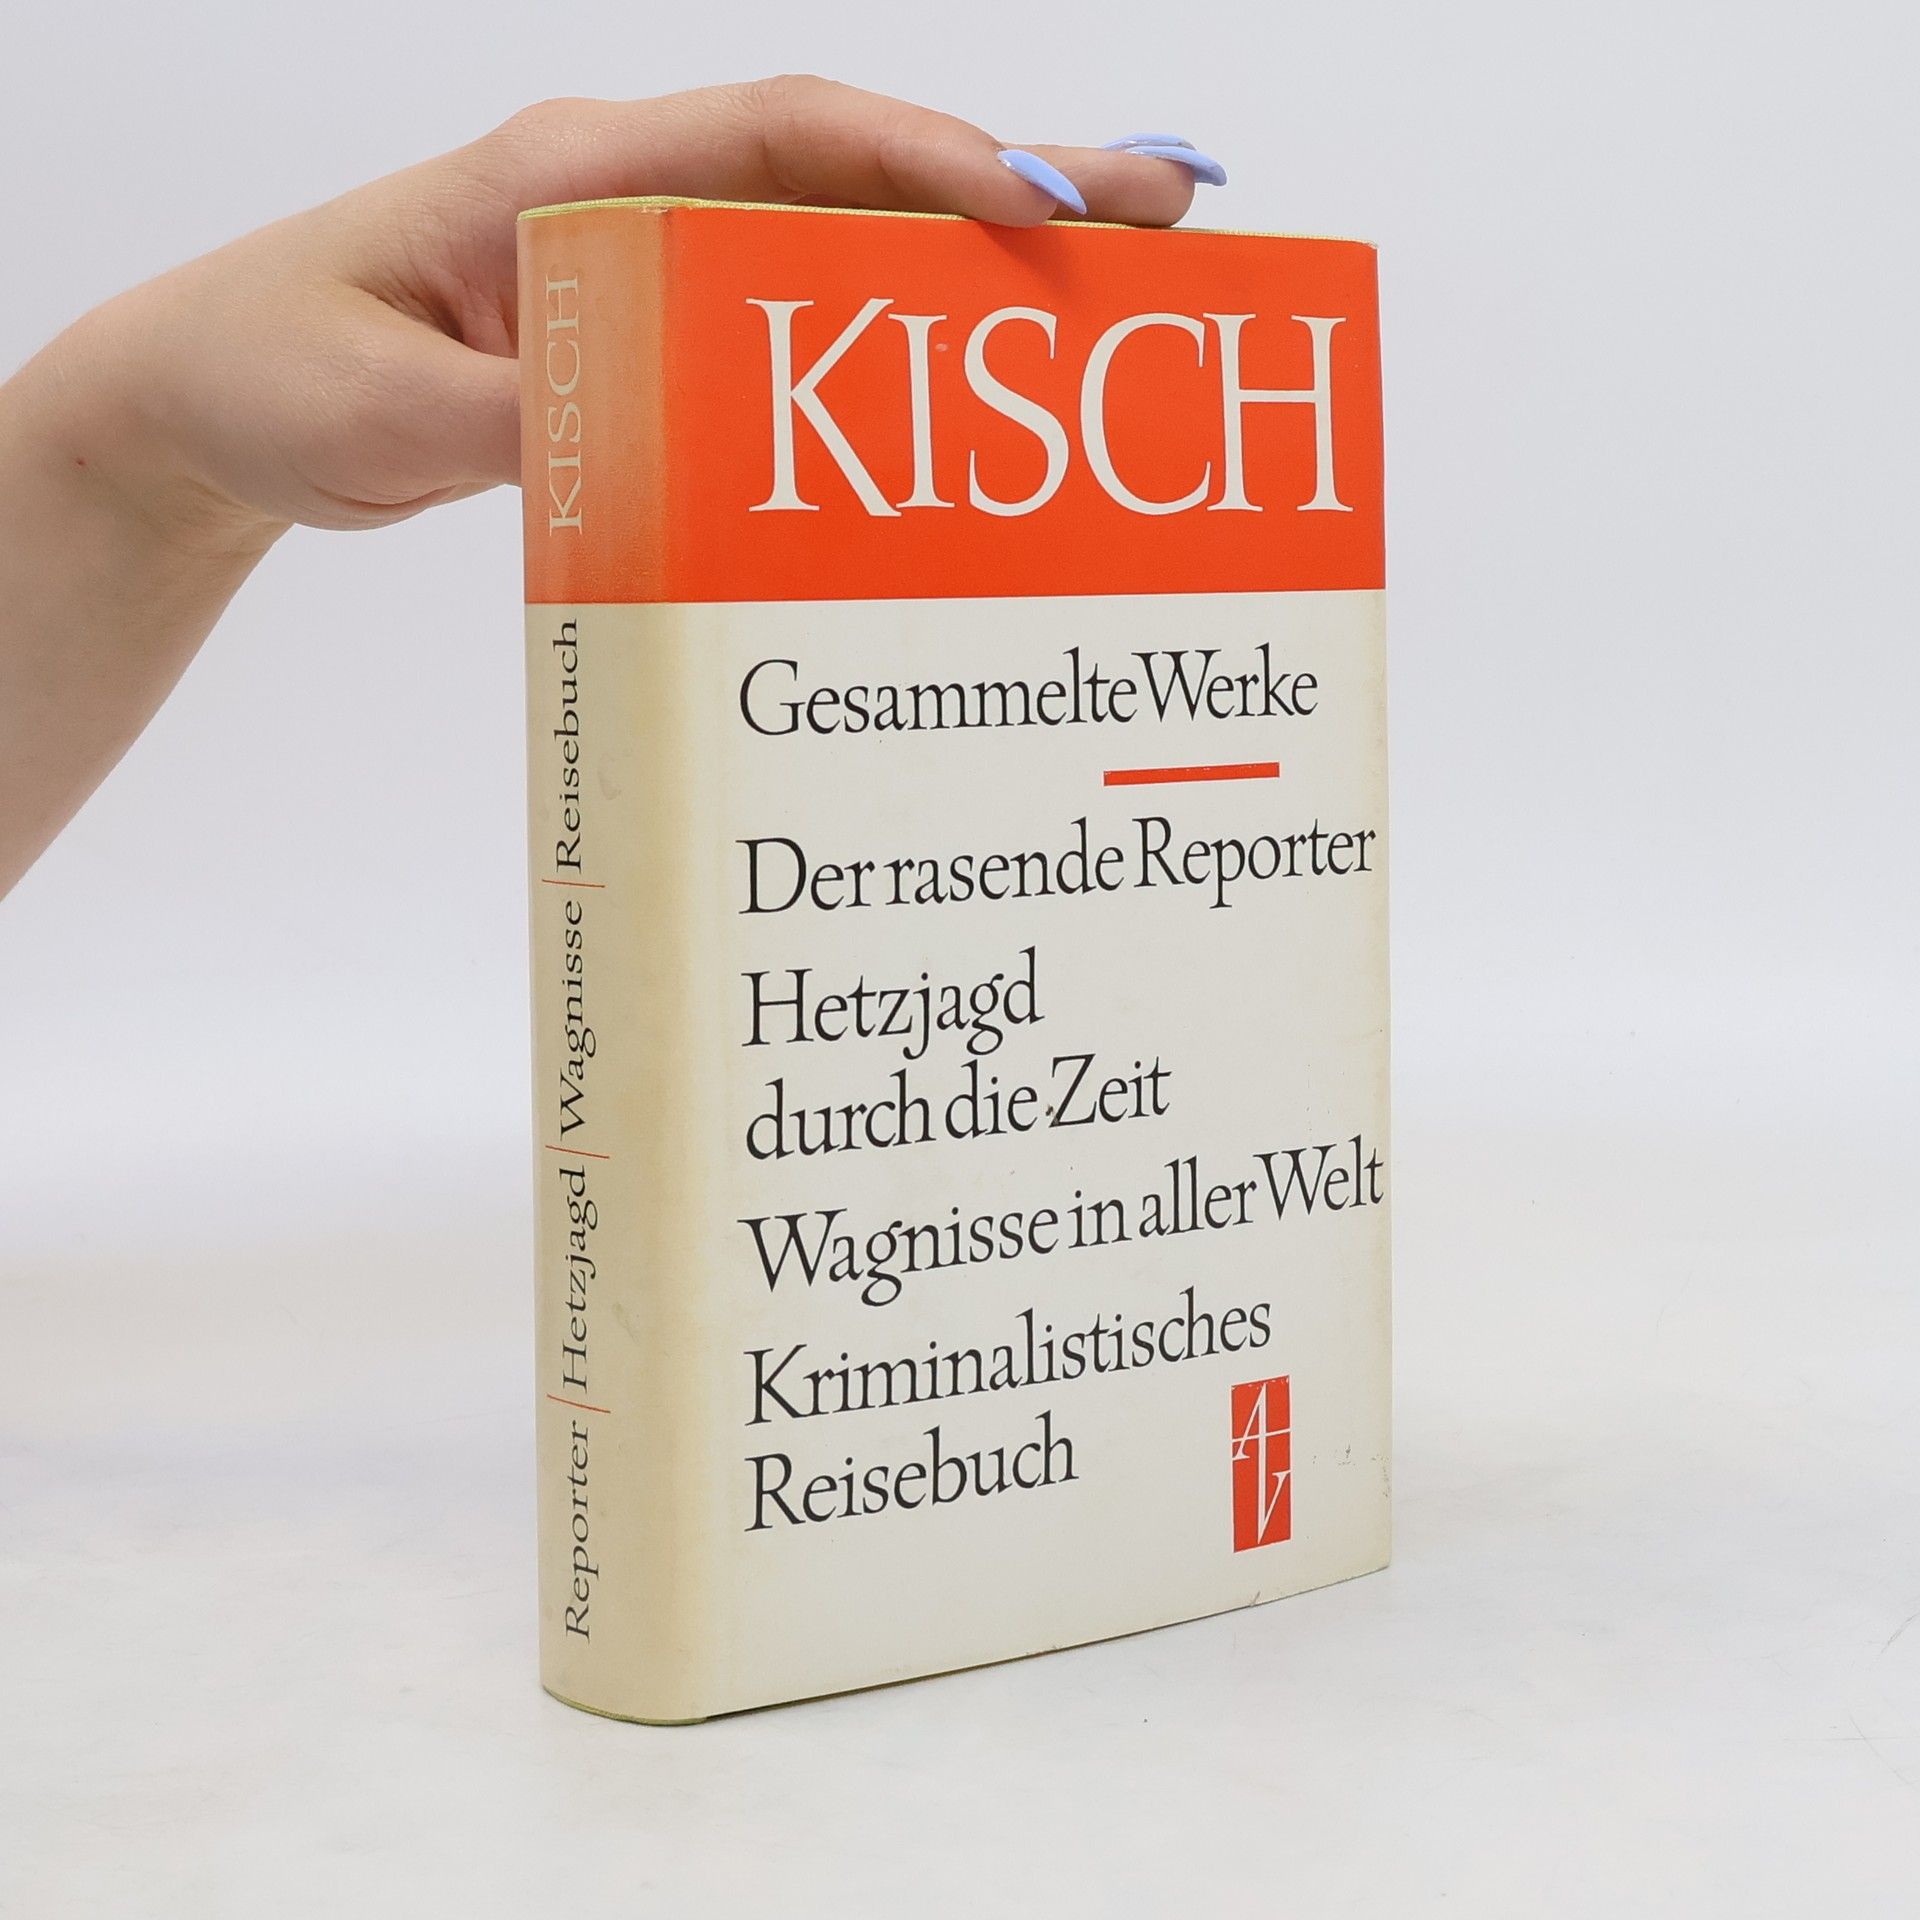 KISCH
Gesammelte Werke
Der rasende Reporter
Hetzjagd
durch die Zeit
Wagnisse in aller Welt
Kriminalistisches
Reisebuch
AV
Reporter | Hetzjagd | Wagnisse | Reisebuch KISCH